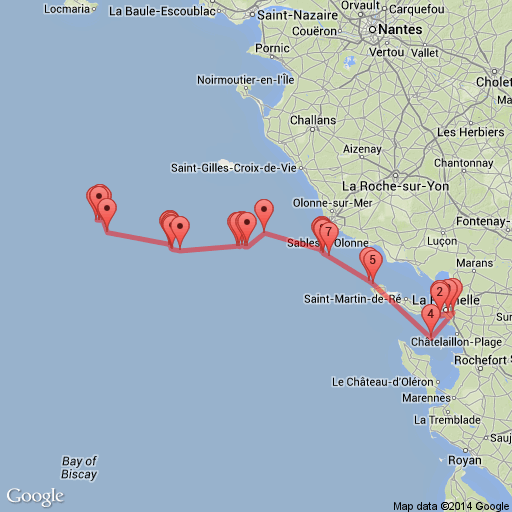 Locmaria
La Baule-Escoublac
Orvault
Carquefou
Saint-Nazaire
Couëron
Nantes
Vertou
Vallet
Pornic
Cholet
Noirmoutier-en-l'Île
Challans
Les Herbiers
Aizenay
Chantonnay
Saint-Gilles-Croix-de-Vie
La Roche-sur-Yon
Olonne-sur-Mer
Fontenay-
7
Sables
Olonne
Luçon
5
Marans
Saint-Martin-de-Ré
La
elle
2
4
Sur
Châtelaillon-Plage
Rochefort
Le Château-d'Oléron
Marennes
La Tremblade
Sauj
Royan
Bay of
Biscay
Google
Map data ©2014 Google